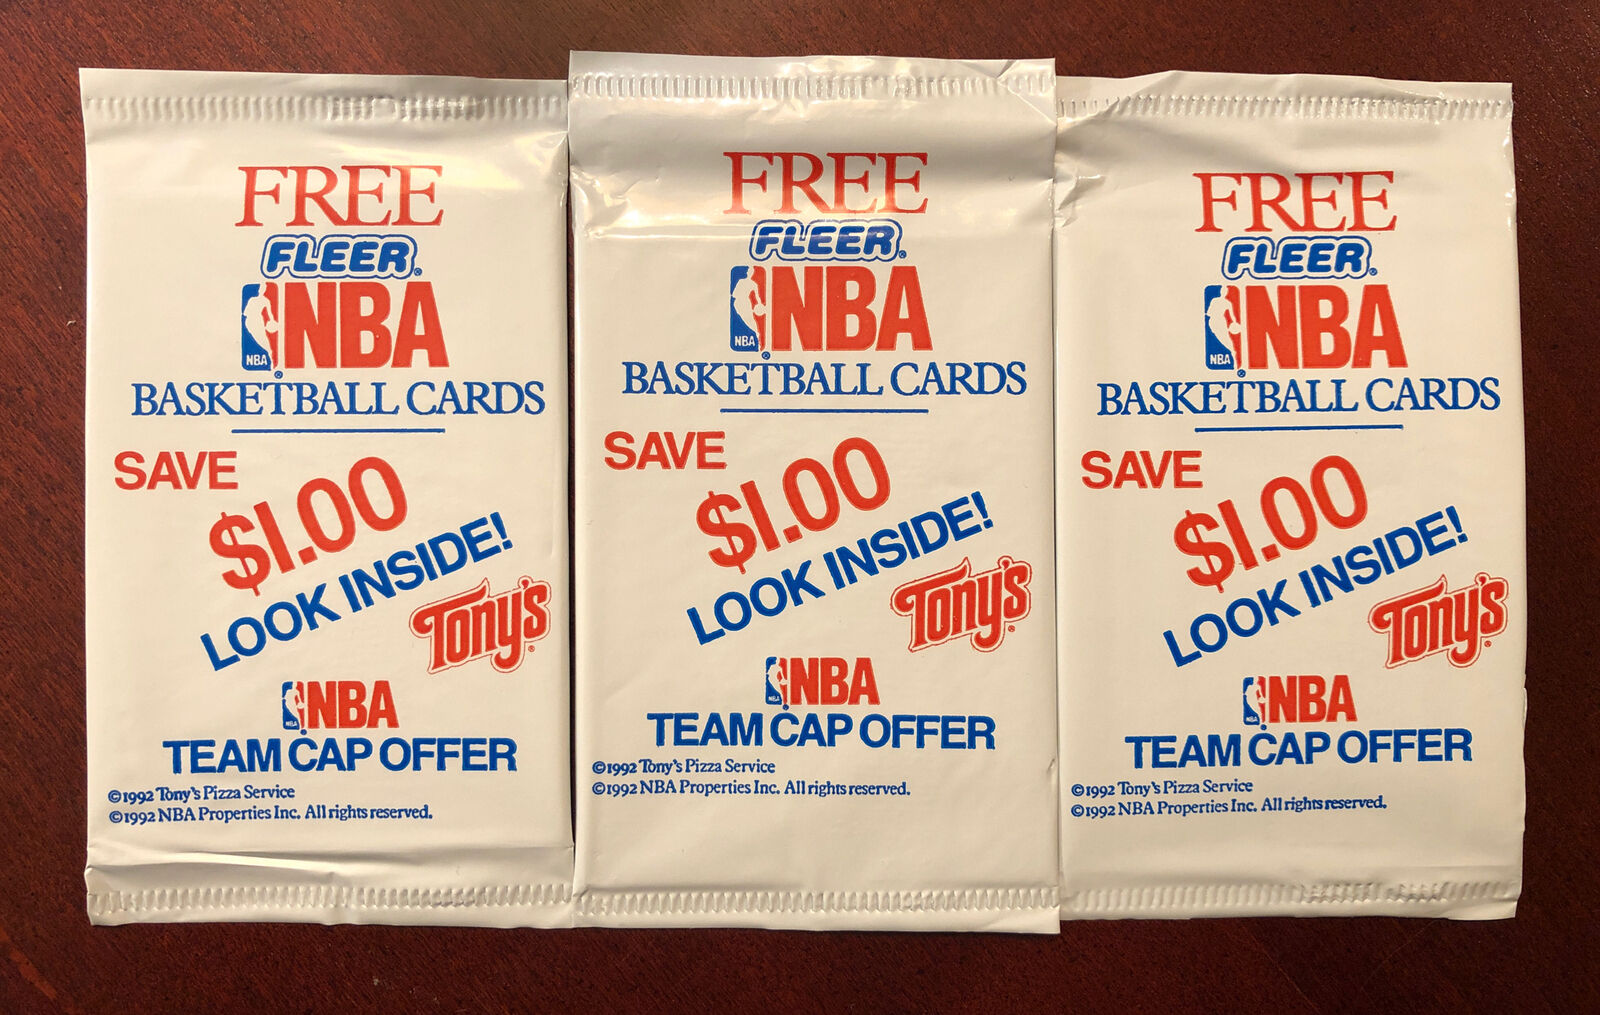 FREE
FLEER®
NBA
NBA®
BASKETBALL CARDS
SAVE
$1.00
LOOK INSIDE!
Tony's®
NBA
NBA
TEAM CAP OFFER
©1992 Tony's Pizza Service
©1992 NBA Properties Inc. All rights reserved.
FREE
FLEER®
NBA
NBA®
BASKETBALL CARDS
SAVE
$1.00
LOOK INSIDE!
Tony's®
NBA
NBA
TEAM CAP OFFER
©1992 Tony's Pizza Service
©1992 NBA Properties Inc. All rights reserved.
FREE
FLEER®
NBA
NBA®
BASKETBALL CARDS
SAVE
$1.00
LOOK INSIDE!
Tony's®
NBA
NBA
TEAM CAP OFFER
©1992 Tony's Pizza Service
©1992 NBA Properties Inc. All rights reserved.